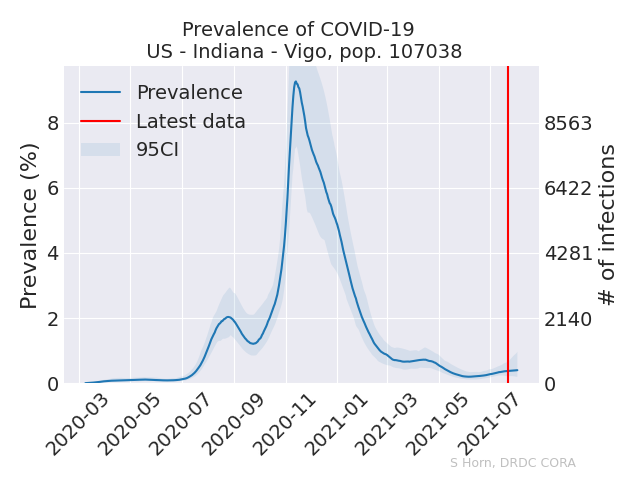 Prevalence of COVID-19
US - Indiana - Vigo, pop. 107038
Prevalence
Latest data
95CI
Prevalence (%)
8
6
4
2
0
8563
6422
4281
2140
0
# of infections
2020-03
2020-05
2020-07
2020-09
2020-11
2021-01
2021-03
2021-05
2021-07
S Horn, DRDC CORA